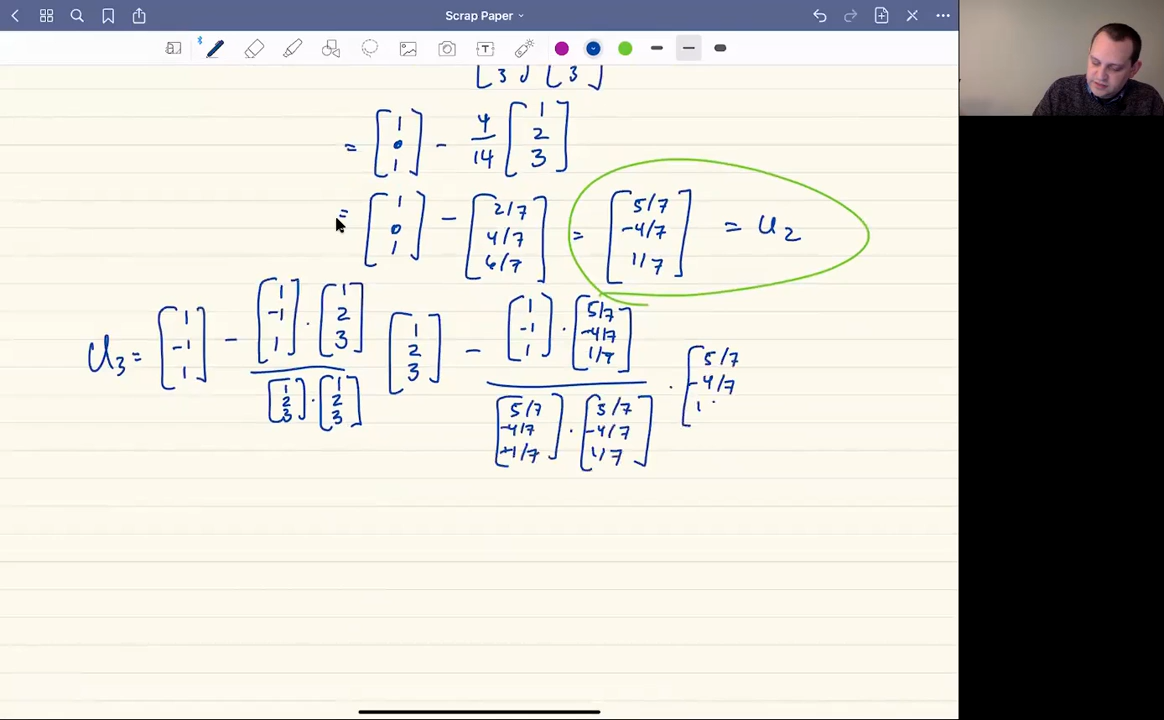 Scrap Paper
[3] [3]
= [1 0 1] - 4/14 [1 2 3]
= [1 0 1] - [2/7 4/7 6/7] = [5/7 -4/7 1/7] = u2
u3 = [1 -1 1] - [1 -1 1] · [1 2 3] / [1 2 3] · [1 2 3] [1 2 3] - [1 -1 1] · [5/7 -4/7 1/7] / [5/7 -4/7 +1/7] · [5/7 -4/7 1/7] · [5/7 -4/7 1